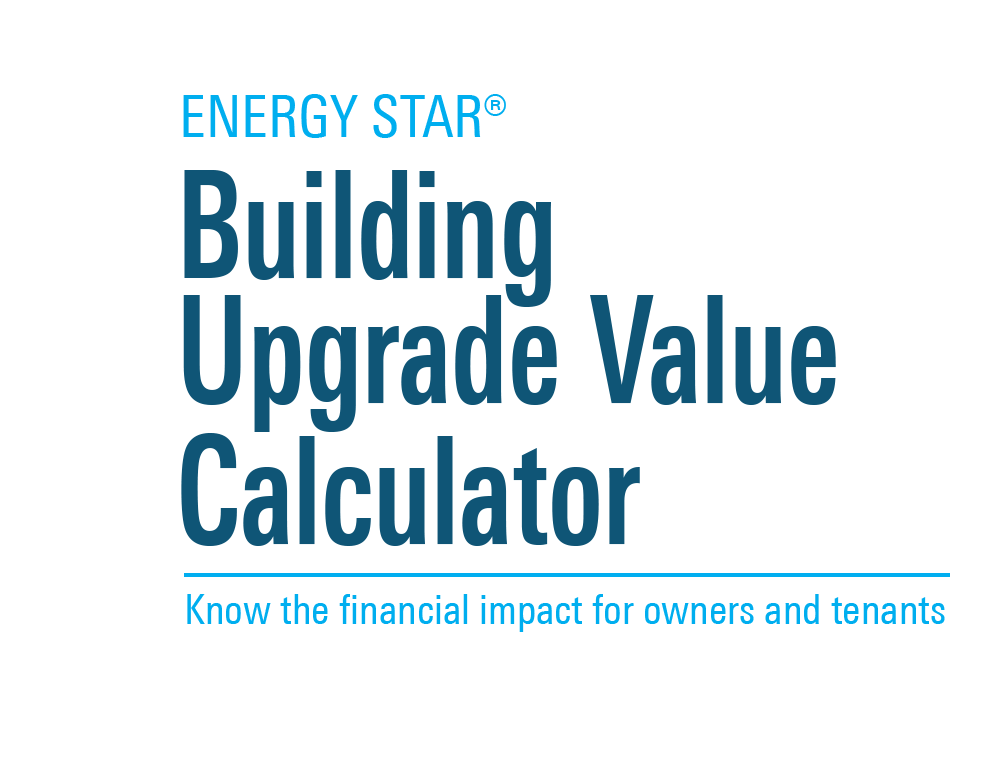 ENERGY STAR®
Building
Upgrade Value
Calculator
Know the financial impact for owners and tenants